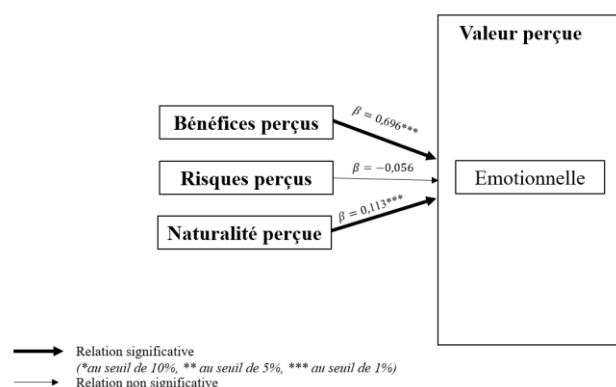 Valeur perçue
β = 0,696***
Bénéfices perçus
β = −0,056
Risques perçus
Emotionnelle
β = 0,113***
Naturalité perçue
Relation significative
(*au seuil de 10%, ** au seuil de 5%, *** au seuil de 1%)
Relation non significative